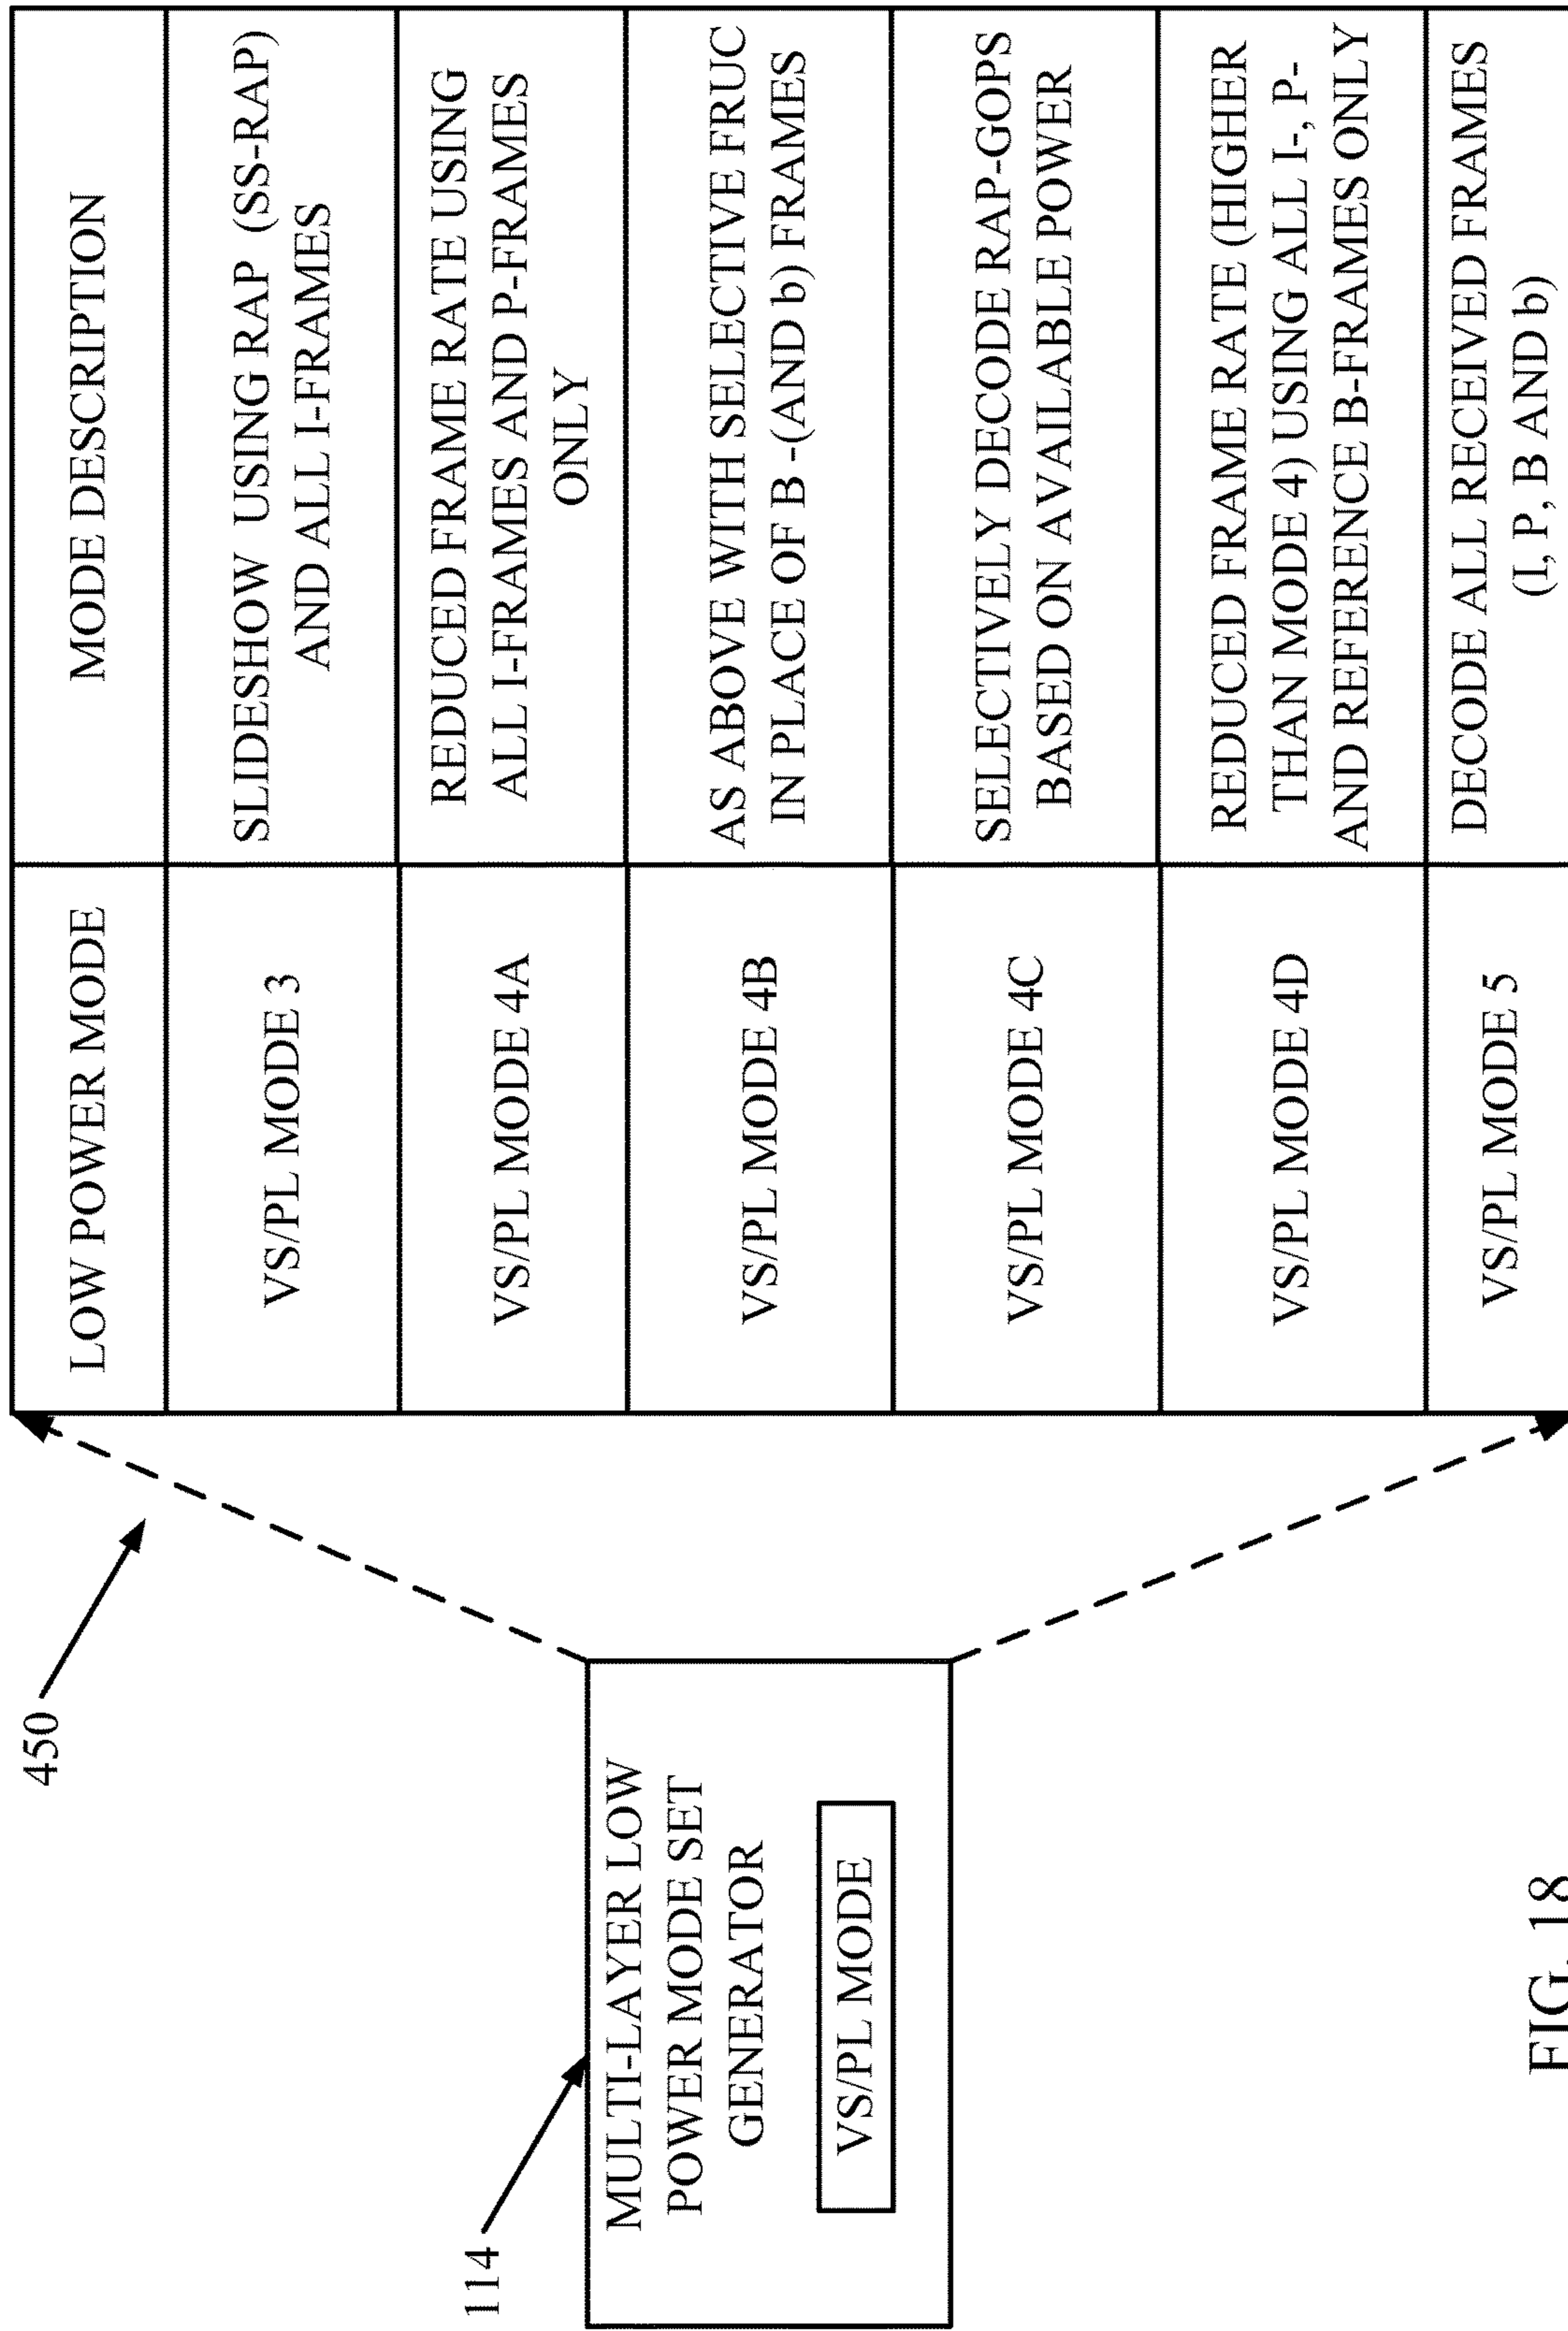 450
114
MULTI-LAYER LOW
POWER MODE SET
GENERATOR
VS/PL MODE
LOW POWER MODE
MODE DESCRIPTION
VS/PL MODE 3
SLIDESHOW USING RAP (SS-RAP)
AND ALL I-FRAMES
VS/PL MODE 4A
REDUCED FRAME RATE USING
ALL I-FRAMES AND P-FRAMES
ONLY
VS/PL MODE 4B
AS ABOVE WITH SELECTIVE FRUC
IN PLACE OF B -(AND b) FRAMES
VS/PL MODE 4C
SELECTIVELY DECODE RAP-GOPS
BASED ON AVAILABLE POWER
VS/PL MODE 4D
REDUCED FRAME RATE (HIGHER
THAN MODE 4) USING ALL I-, P-
AND REFERENCE B-FRAMES ONLY
VS/PL MODE 5
DECODE ALL RECEIVED FRAMES
(I, P, B AND b)
FIG. 18